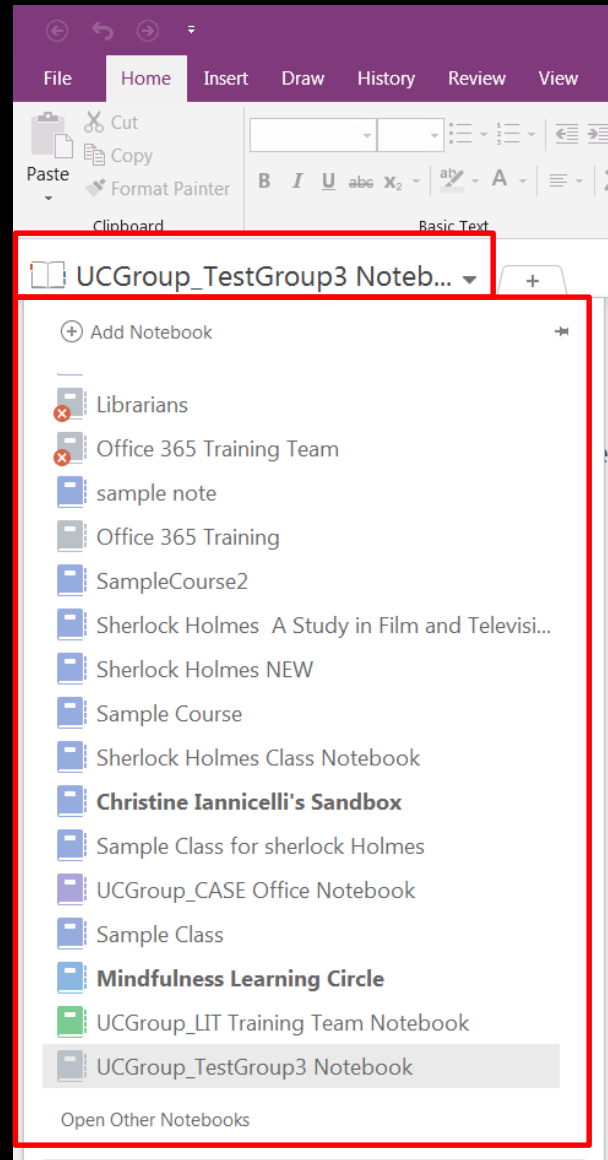 File Home Insert Draw History Review View
Cut
Copy
Paste
Format Painter
B I U abc X₂ A
Clipboard
Basic Text
UCGroup_TestGroup3 Noteb...
+
Add Notebook
Librarians
Office 365 Training Team
sample note
Office 365 Training
SampleCourse2
Sherlock Holmes  A Study in Film and Televisi...
Sherlock Holmes NEW
Sample Course
Sherlock Holmes Class Notebook
Christine Iannicelli's Sandbox
Sample Class for sherlock Holmes
UCGroup_CASE Office Notebook
Sample Class
Mindfulness Learning Circle
UCGroup_LIT Training Team Notebook
UCGroup_TestGroup3 Notebook
Open Other Notebooks